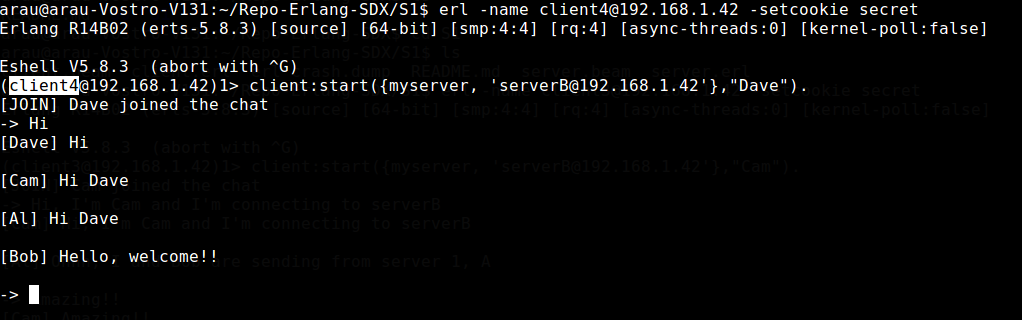 arau@arau-Vostro-V131:~/Repo-Erlang-SDX/S1$ erl -name client4@192.168.1.42 -setcookie secret
Erlang R14B02 (erts-5.8.3) [source] [64-bit] [smp:4:4] [rq:4] [async-threads:0] [kernel-poll:false]
Eshell V5.8.3  (abort with ^G)
(client4@192.168.1.42)1> client:start({myserver, 'serverB@192.168.1.42'},"Dave").
[JOIN] Dave joined the chat
-> Hi
[Dave] Hi
[Cam] Hi Dave
[Al] Hi Dave
[Bob] Hello, welcome!!
->